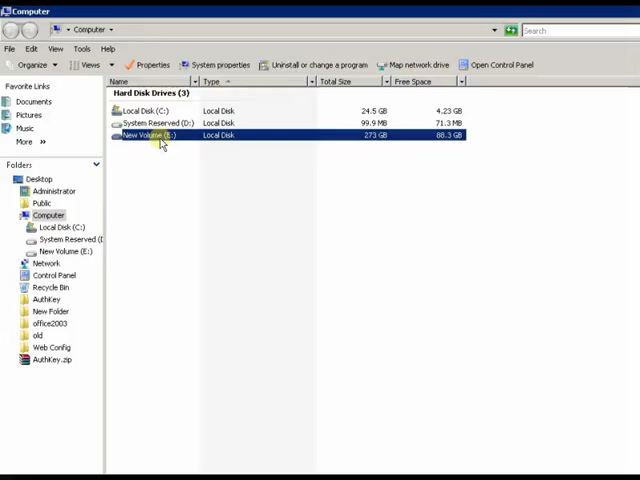 Computer
Computer
Search
File Edit View Tools Help
Organize Views Properties System properties Uninstall or change a program Map network drive Open Control Panel
Favorite Links
Documents
Pictures
Music
More »
Folders
Desktop
Administrator
Public
Computer
Local Disk (C:)
System Reserved (D
New Volume (E:)
Network
Control Panel
Recycle Bin
AuthKey
New Folder
office2003
old
Web Config
AuthKey.zip
Name Type Total Size Free Space
Hard Disk Drives (3)
Local Disk (C:) Local Disk 24.5 GB 4.23 GB
System Reserved (D:) Local Disk 99.9 MB 71.3 MB
New Volume (E:) Local Disk 273 GB 88.3 GB